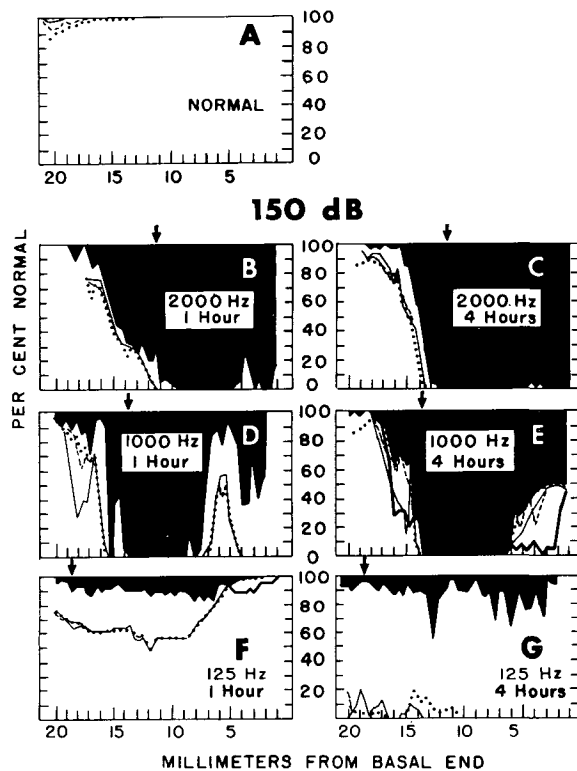 A
NORMAL
100
80
60
40
20
0
20 15 10 5
150 dB
PER CENT NORMAL
B
2000 Hz
1 Hour
C
2000 Hz
4 Hours
100
80
60
40
20
0
D
1000 Hz
1 Hour
E
1000 Hz
4 Hours
100
80
60
40
20
0
F
125 Hz
1 Hour
G
125 Hz
4 Hours
100
80
60
40
20
0
20 15 10 5
20 15 10 5
MILLIMETERS FROM BASAL END